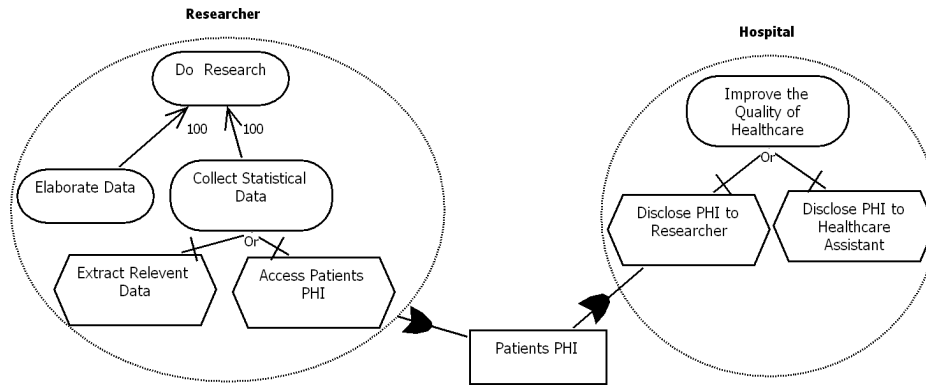 Researcher
Hospital
Do Research
100
100
Elaborate Data
Collect Statistical
Data
Or
Extract Relevent
Data
Access Patients
PHI
Improve the
Quality of
Healthcare
Or
Disclose PHI to
Researcher
Disclose PHI to
Healthcare
Assistant
Patients PHI